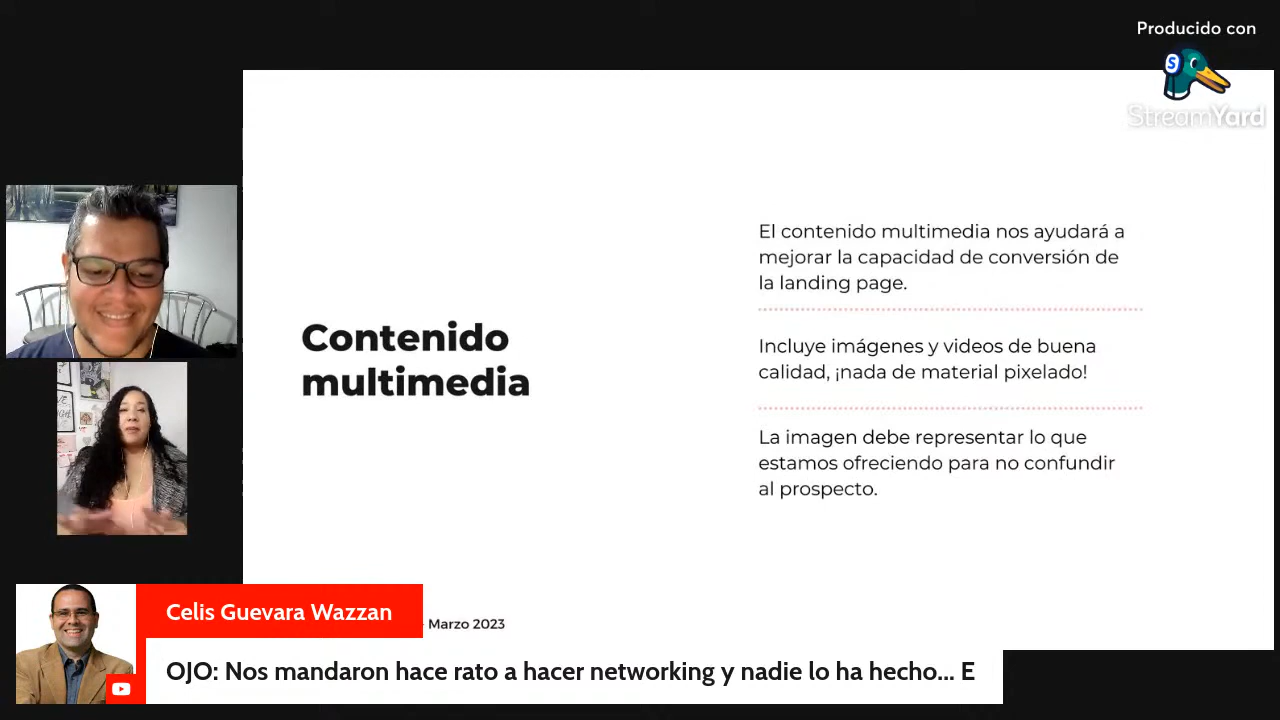 Producido con
StreamYard
El contenido multimedia nos ayudará a
mejorar la capacidad de conversión de
la landing page.
Contenido
multimedia
Incluye imágenes y videos de buena
calidad, ¡nada de material pixelado!
La imagen debe representar lo que
estamos ofreciendo para no confundir
al prospecto.
Marzo 2023
Celis Guevara Wazzan
OJO: Nos mandaron hace rato a hacer networking y nadie lo ha hecho... E